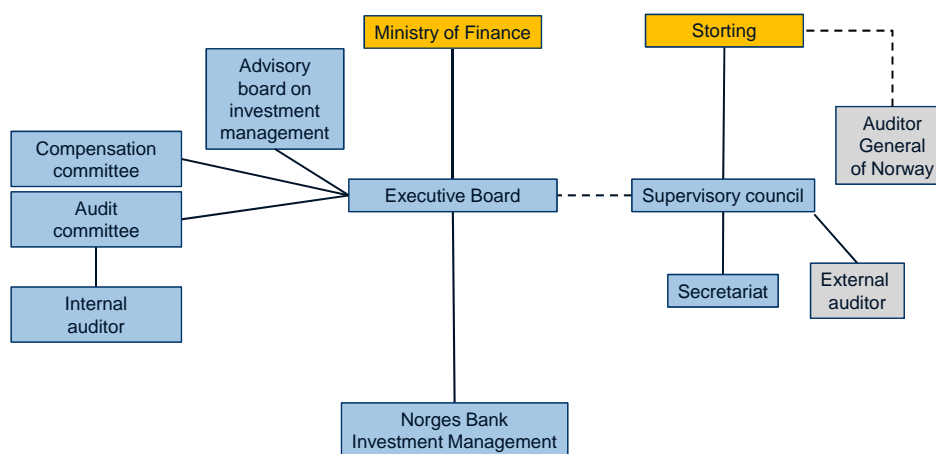 Ministry of Finance
Storting
Advisory
board on
investment
management
Auditor
General
of Norway
Compensation
committee
Executive Board
Supervisory council
Audit
committee
Internal
auditor
Secretariat
External
auditor
Norges Bank
Investment Management